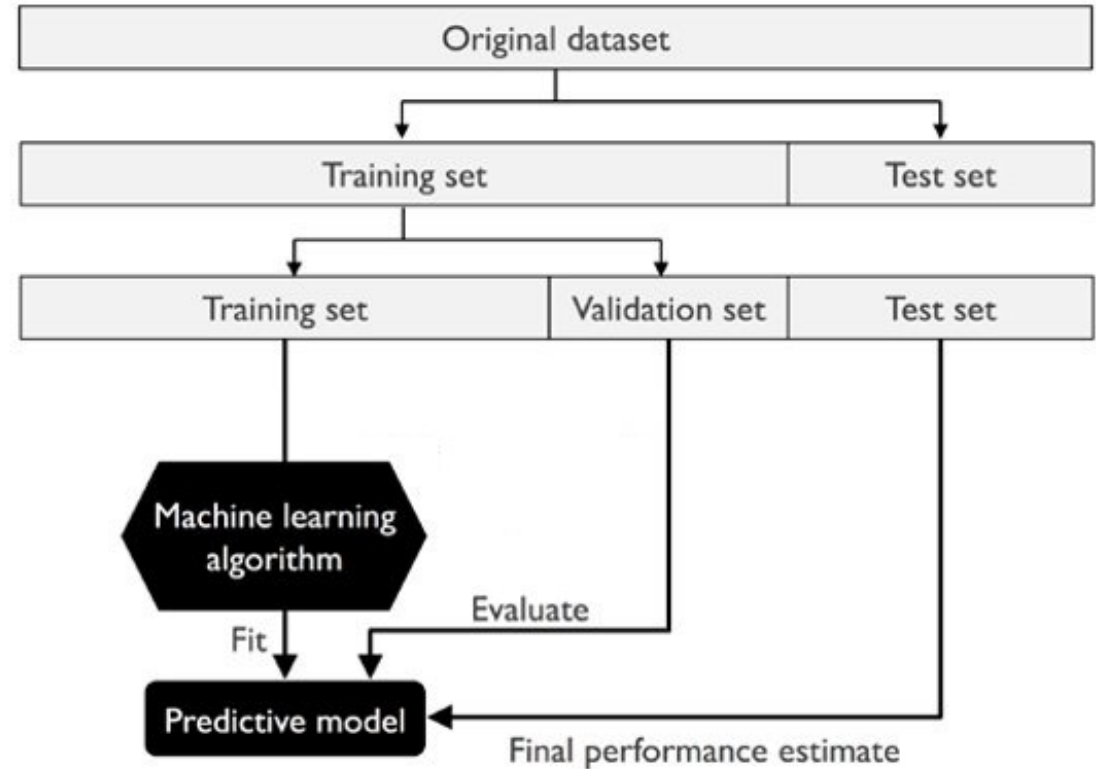 Original dataset
Training set
Test set
Training set
Validation set
Test set
Machine learning
algorithm
Evaluate
Fit
Predictive model
Final performance estimate